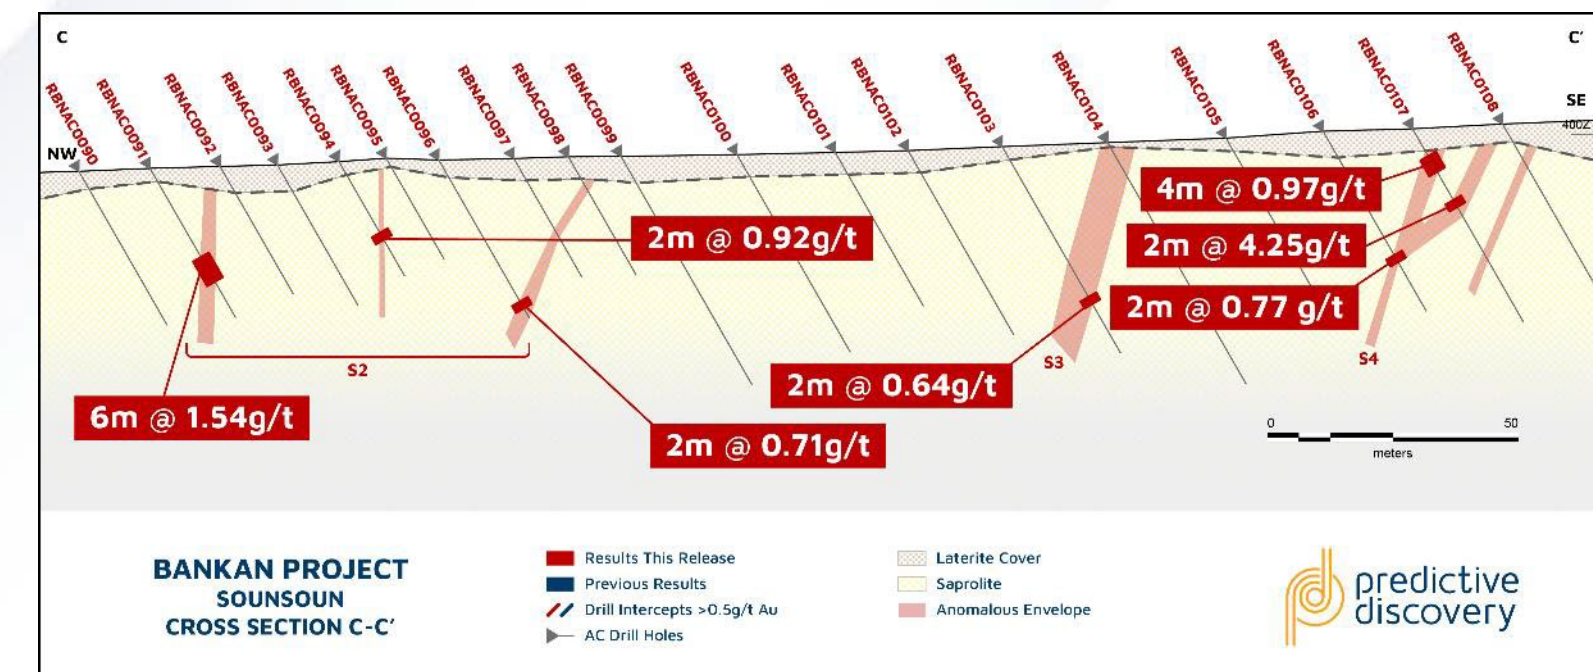 C
C'
RBNAC0090
RBNAC0091
RBNAC0092
RBNAC0093
RBNAC0094
RBNAC0095
RBNAC0096
RBNAC0097
RBNAC0098
RBNAC0099
RBNAC0100
RBNAC0101
RBNAC0102
RBNAC0103
RBNAC0104
RBNAC0105
RBNAC0106
RBNAC0107
RBNAC0108
NW
SE
400Z
4m @ 0.97g/t
2m @ 0.92g/t
2m @ 4.25g/t
2m @ 0.77 g/t
S2
S3
S4
2m @ 0.64g/t
6m @ 1.54g/t
2m @ 0.71g/t
0 50
meters
BANKAN PROJECT
SOUNSOUN
CROSS SECTION C-C'
Results This Release
Previous Results
Drill Intercepts >0.5g/t Au
AC Drill Holes
Laterite Cover
Saprolite
Anomalous Envelope
predictive
discovery